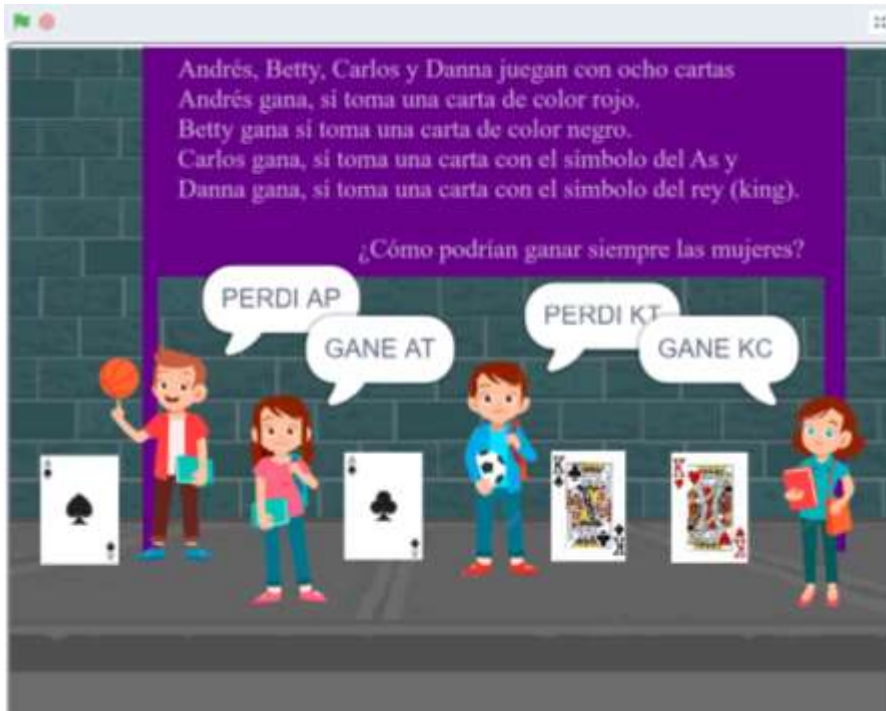 Andrés, Betty, Carlos y Danna juegan con ocho cartas
Andrés gana, si toma una carta de color rojo.
Betty gana si toma una carta de color negro.
Carlos gana, si toma una carta con el simbolo del As y
Danna gana, si toma una carta con el simbolo del rey (king).
¿Cómo podrían ganar siempre las mujeres?
PERDI AP
GANE AT
PERDI KT
GANE KC
A
A
K
K
K
K